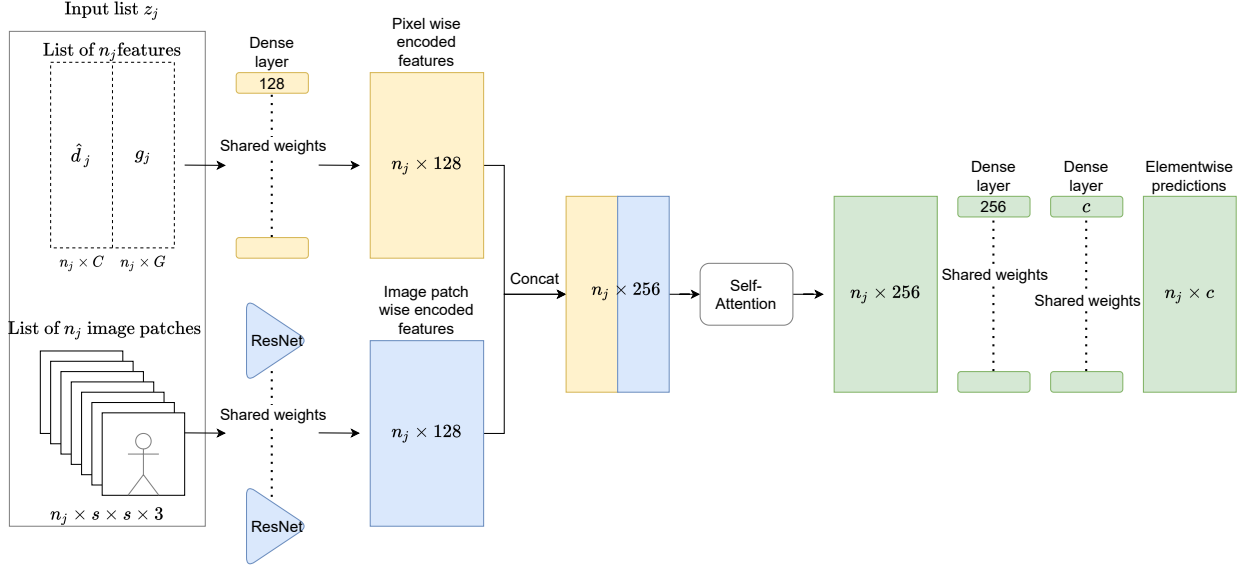 Input list $z_j$
List of $n_j$ features
$\hat{d}_j$
$g_j$
$n_j \times C$
$n_j \times G$
List of $n_j$ image patches
$n_j \times s \times s \times 3$
Dense
layer
128
Shared weights
ResNet
Shared weights
ResNet
Pixel wise
encoded
features
$n_j \times 128$
Image patch
wise encoded
features
$n_j \times 128$
Concat
$n_j \times 256$
Self-
Attention
$n_j \times 256$
Dense
layer
256
Shared weights
Dense
layer
$c$
Shared weights
Elementwise
predictions
$n_j \times c$